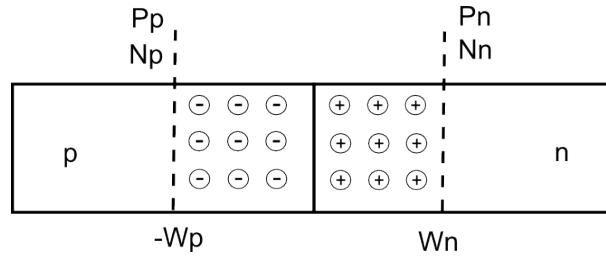 Pp
Np
Pn
Nn
p
- - -
+ + +
- - -
+ + +
- - -
+ + +
n
-Wp
Wn